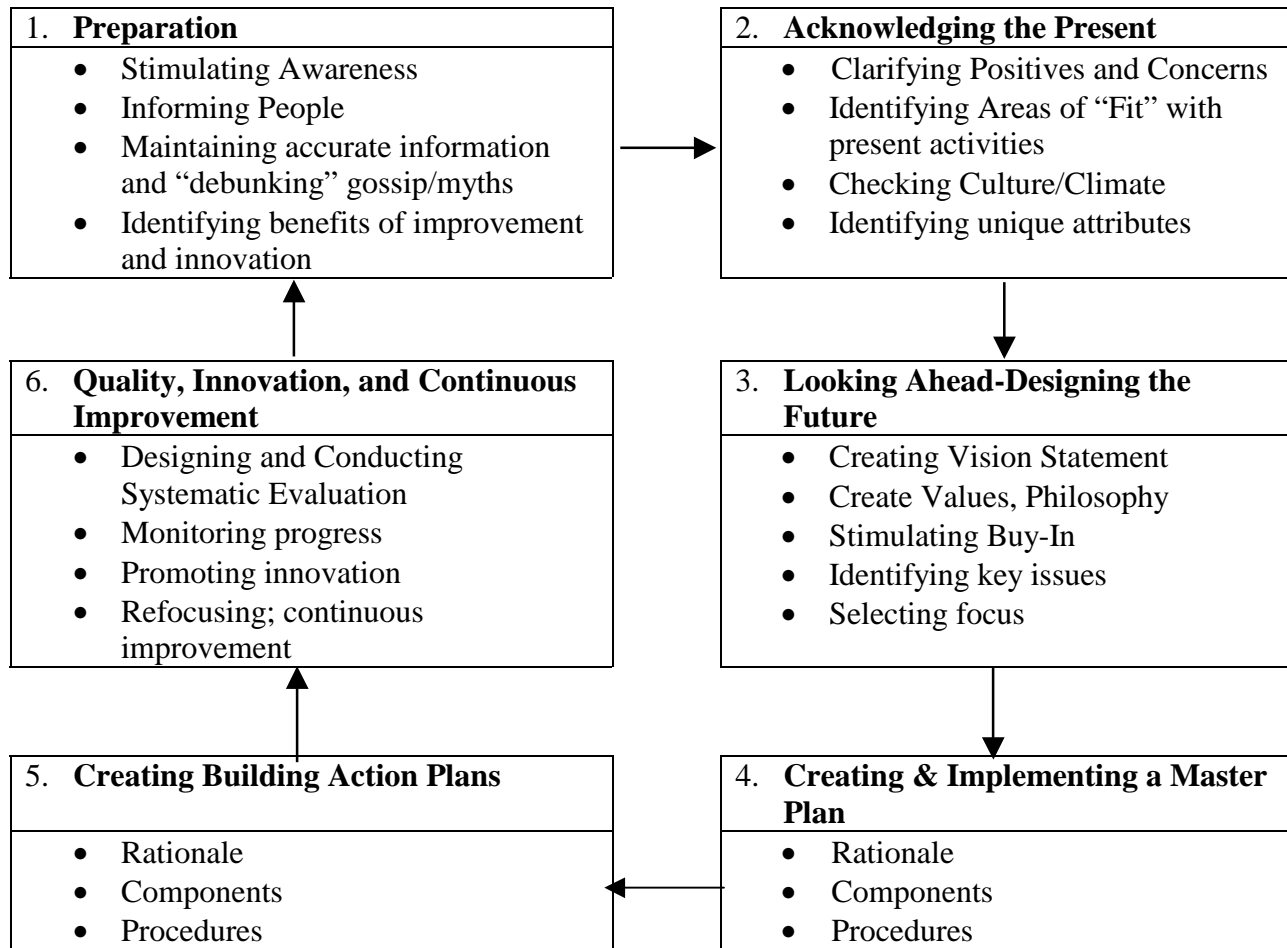 1. Preparation
• Stimulating Awareness
• Informing People
• Maintaining accurate information
and “debunking” gossip/myths
• Identifying benefits of improvement
and innovation
2. Acknowledging the Present
• Clarifying Positives and Concerns
• Identifying Areas of “Fit” with
present activities
• Checking Culture/Climate
• Identifying unique attributes
3. Looking Ahead-Designing the
Future
• Creating Vision Statement
• Create Values, Philosophy
• Stimulating Buy-In
• Identifying key issues
• Selecting focus
4. Creating & Implementing a Master
Plan
• Rationale
• Components
• Procedures
5. Creating Building Action Plans
• Rationale
• Components
• Procedures
6. Quality, Innovation, and Continuous
Improvement
• Designing and Conducting
Systematic Evaluation
• Monitoring progress
• Promoting innovation
• Refocusing; continuous
improvement